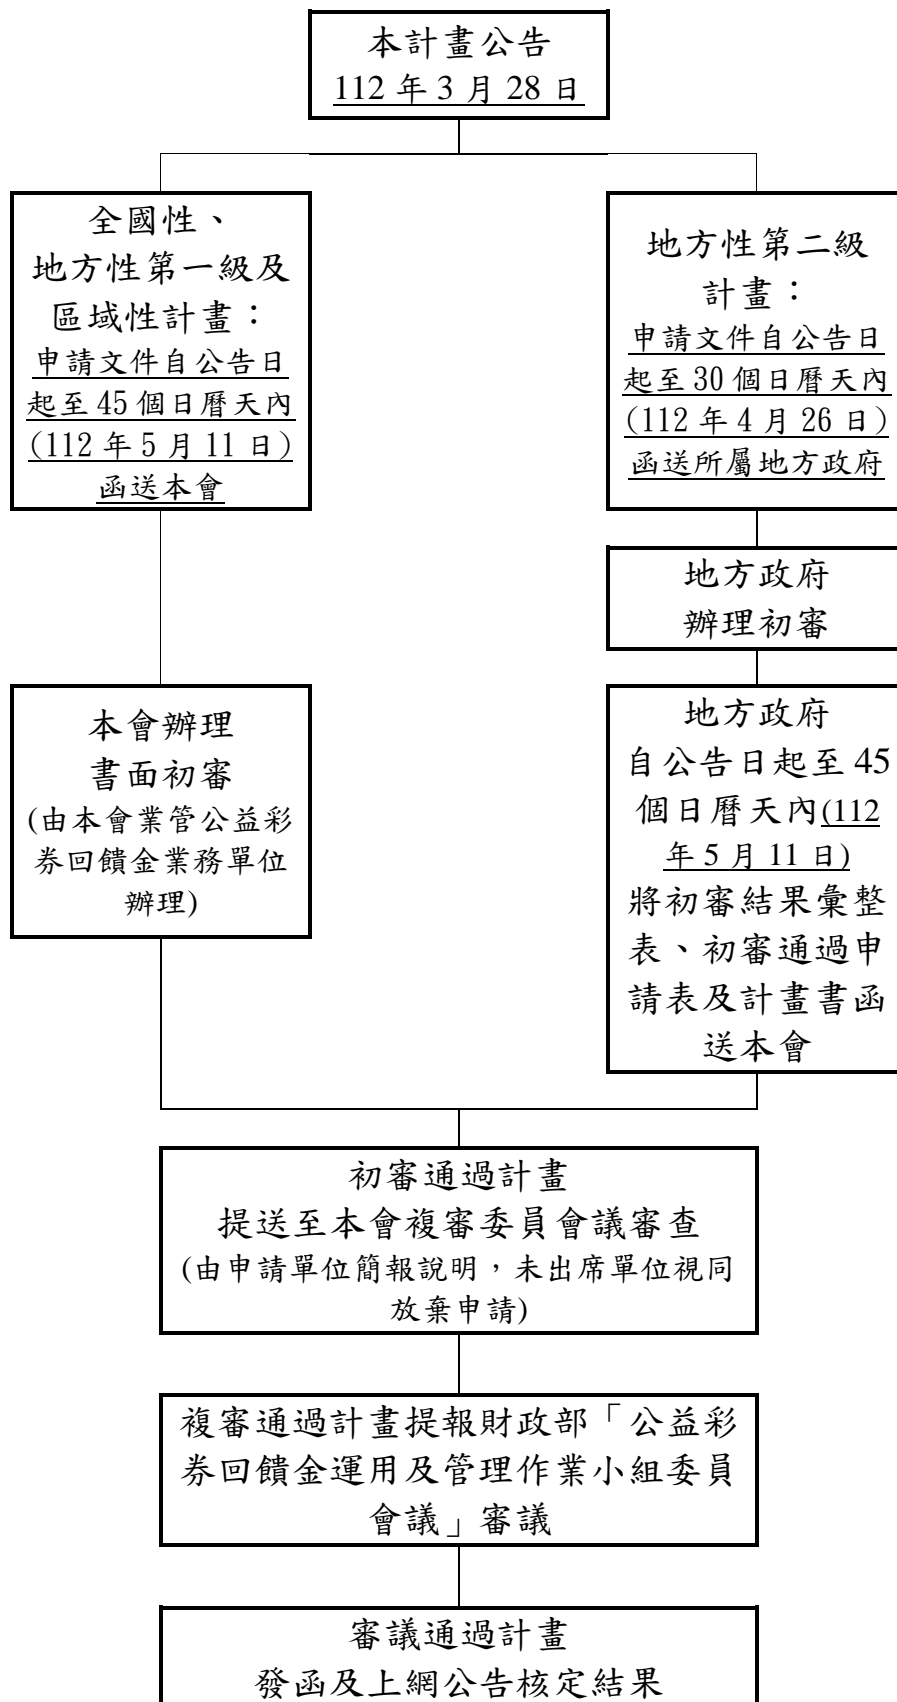 本計畫公告
112 年 3 月 28 日
全國性、
地方性第一級及
區域性計畫：
申請文件自公告日
起至 45 個日曆天內
(112 年 5 月 11 日)
函送本會
地方性第二級
計畫：
申請文件自公告日
起至 30 個日曆天內
(112 年 4 月 26 日)
函送所屬地方政府
地方政府
辦理初審
本會辦理
書面初審
(由本會業管公益彩
券回饋金業務單位
辦理)
地方政府
自公告日起至 45
個日曆天內(112
年 5 月 11 日)
將初審結果彙整
表、初審通過申
請表及計畫書函
送本會
初審通過計畫
提送至本會複審委員會議審查
(由申請單位簡報說明，未出席單位視同
放棄申請)
複審通過計畫提報財政部「公益彩
券回饋金運用及管理作業小組委員
會議」審議
審議通過計畫
發函及上網公告核定結果